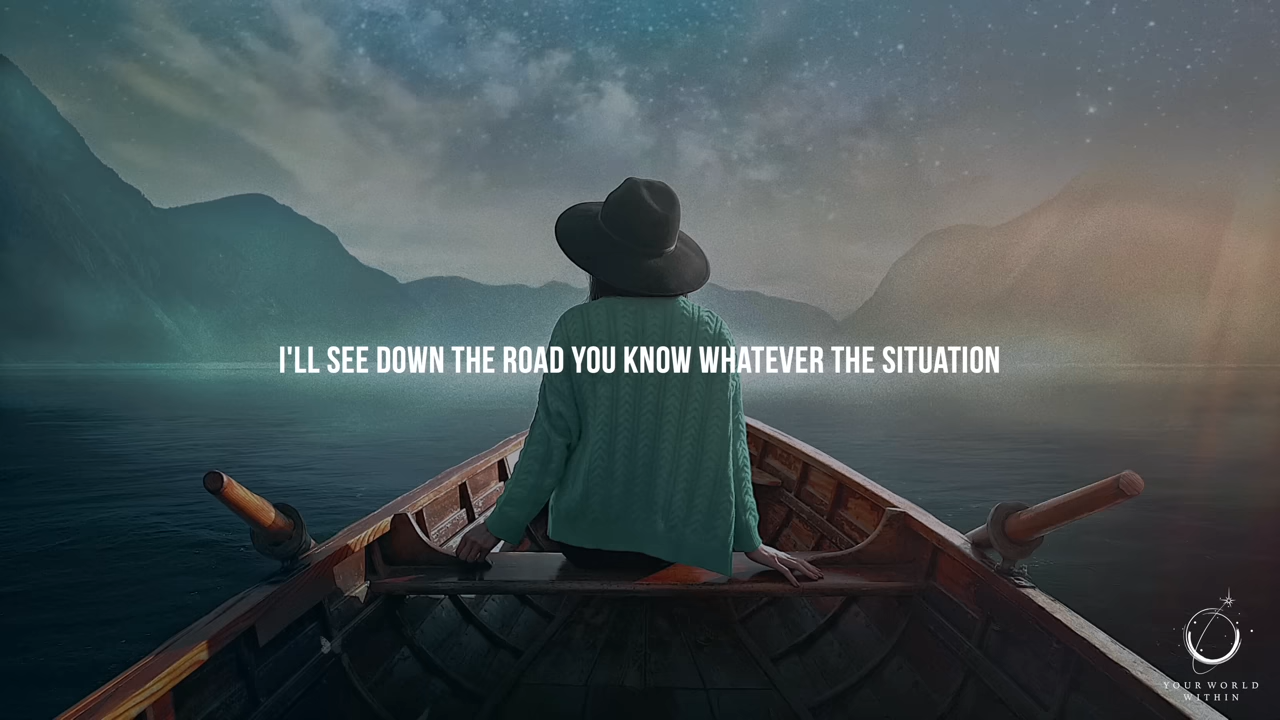 I'LL SEE DOWN THE ROAD YOU KNOW WHATEVER THE SITUATION
YOUR WORLD
WITHIN